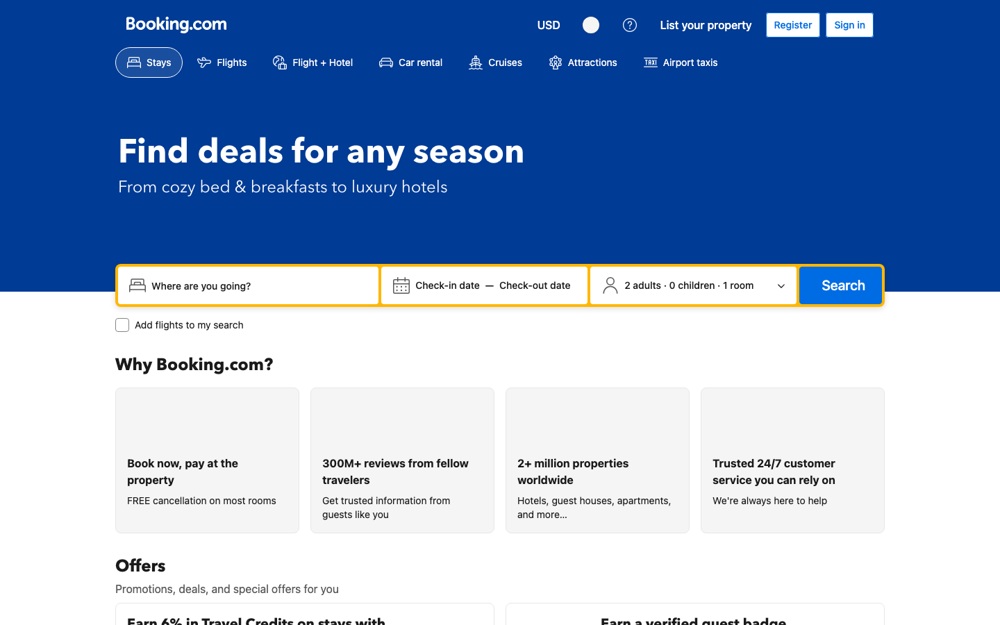 Booking.com
USD
List your property
Register
Sign in
Stays
Flights
Flight + Hotel
Car rental
Cruises
Attractions
TAXI
Airport taxis
Find deals for any season
From cozy bed & breakfasts to luxury hotels
Where are you going?
Check-in date — Check-out date
2 adults · 0 children · 1 room
Search
Add flights to my search
Why Booking.com?
Book now, pay at the
property
FREE cancellation on most rooms
300M+ reviews from fellow
travelers
Get trusted information from
guests like you
2+ million properties
worldwide
Hotels, guest houses, apartments,
and more…
Trusted 24/7 customer
service you can rely on
We're always here to help
Offers
Promotions, deals, and special offers for you
Earn 6% in Travel Credits on stays with
Earn a verified guest badge